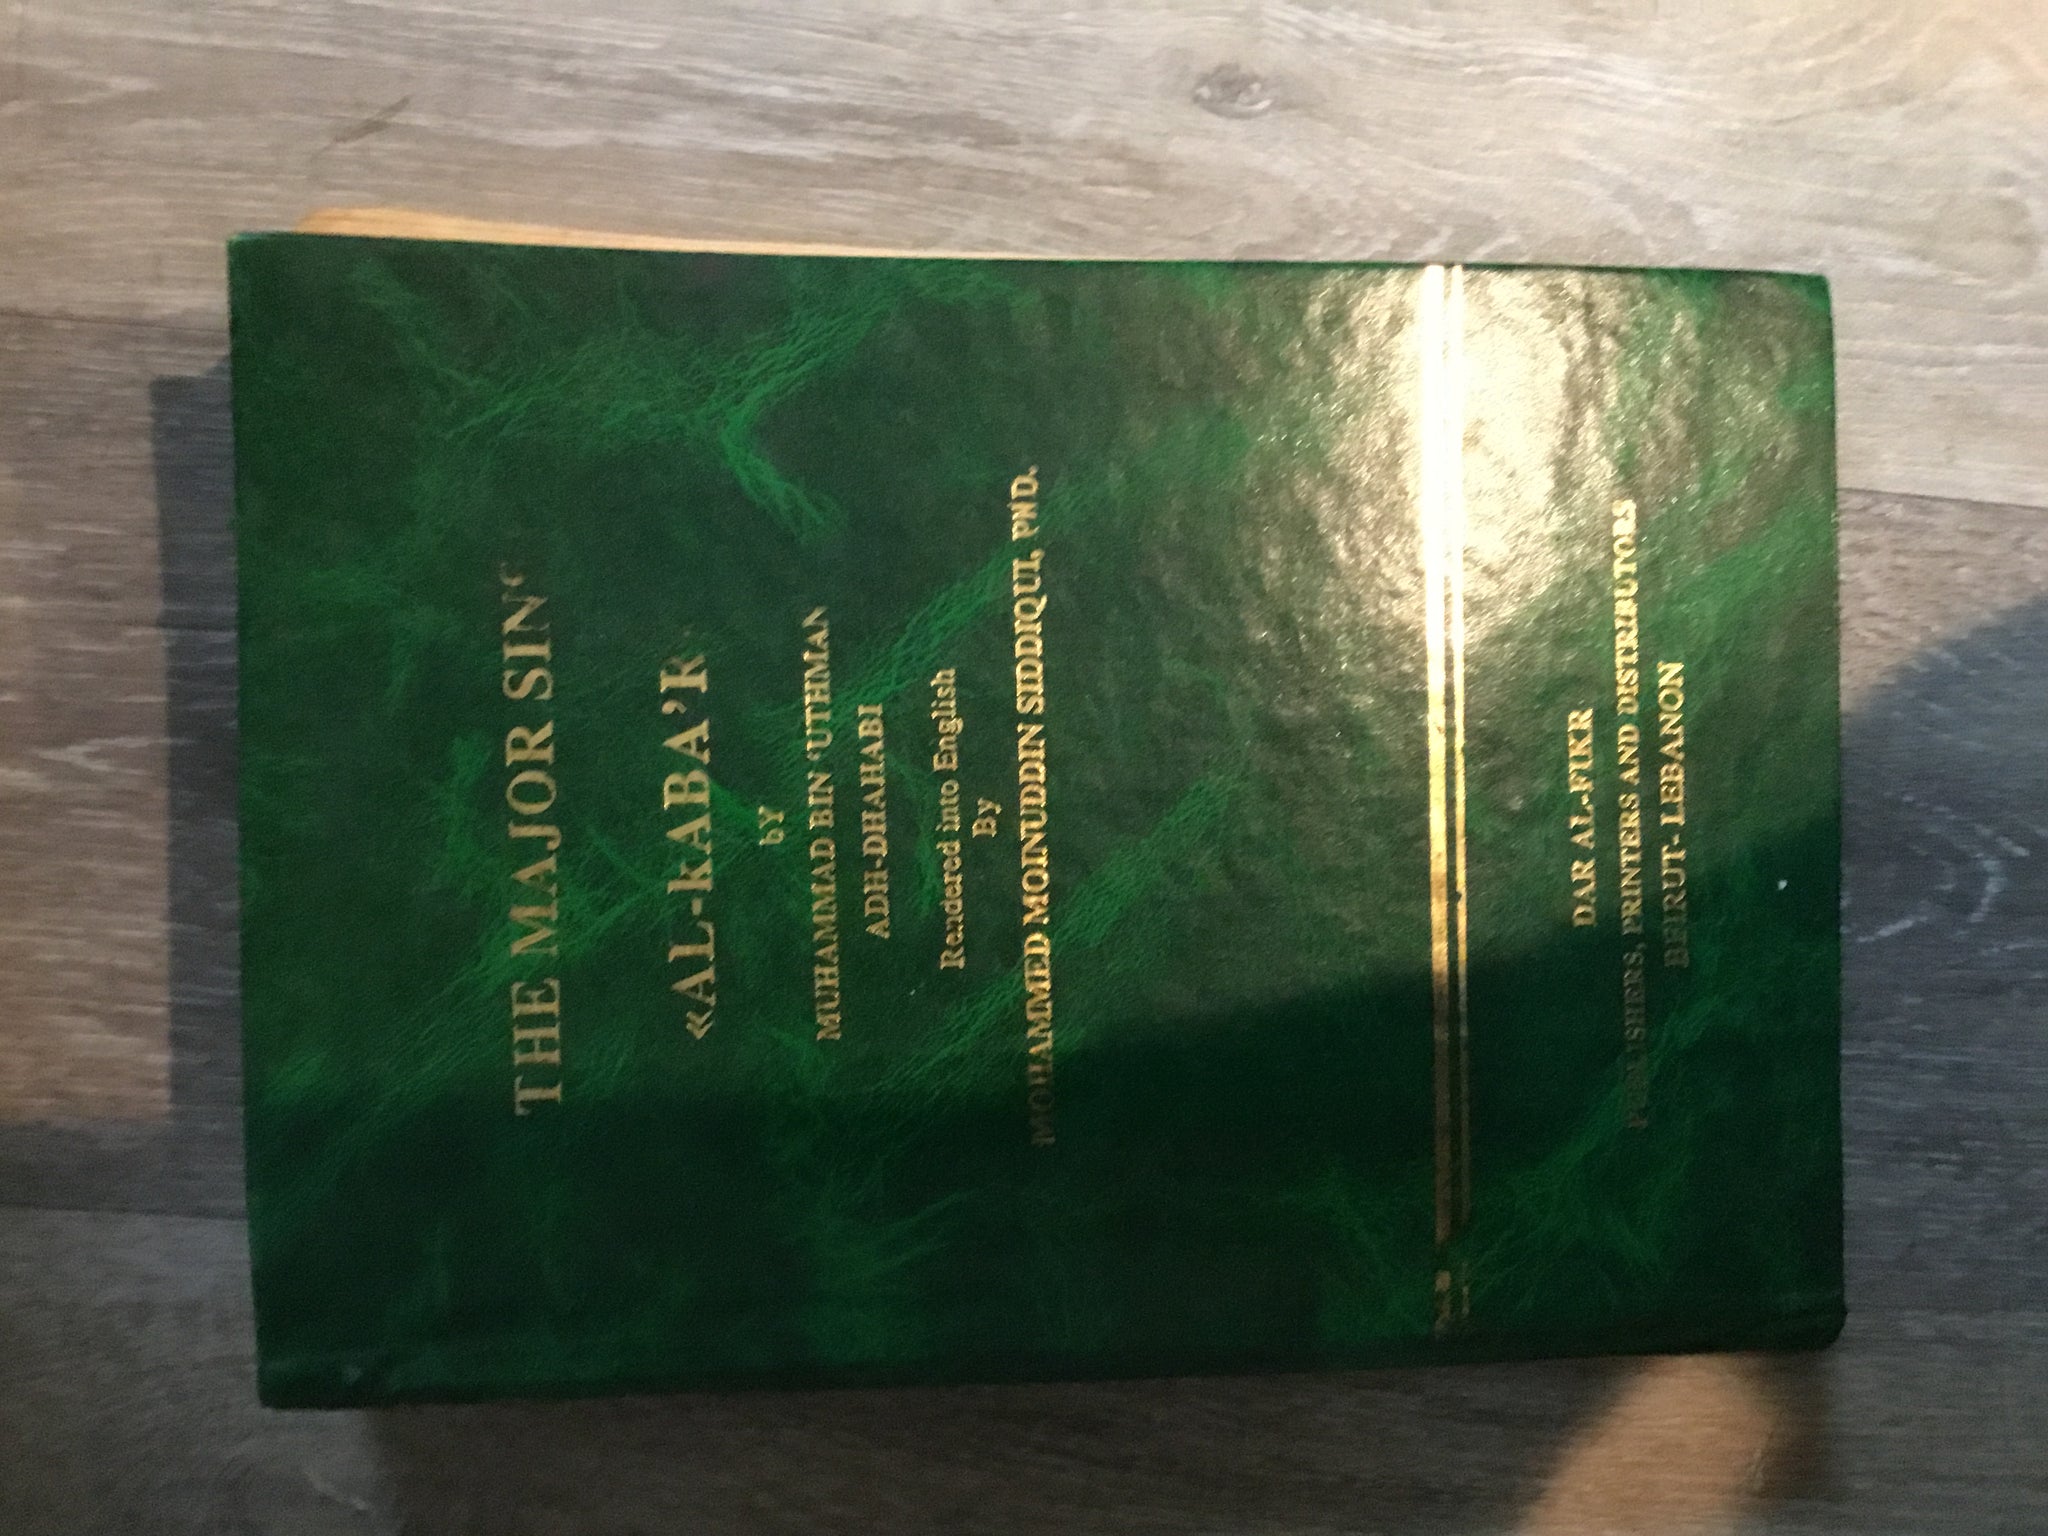 THE MAJOR SIN
«AL-kABA'R
bY
MUHAMMAD BIN 'UTHMAN
ADH-DHAHABI
Rendered into English
By
MOHAMMED MOINUDDIN SIDDIQUI, PHD.
DAR AL-FIKR
PUBLISHERS, PRINTERS AND DISTRIBUTORS
BEIRUT- LEBANON